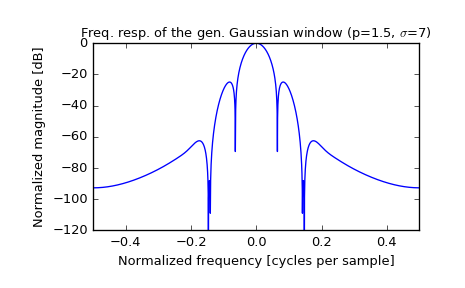 Freq. resp. of the gen. Gaussian window (p=1.5, σ=7)
Normalized magnitude [dB]
0
−20
−40
−60
−80
−100
−120
−0.4 −0.2 0.0 0.2 0.4
Normalized frequency [cycles per sample]